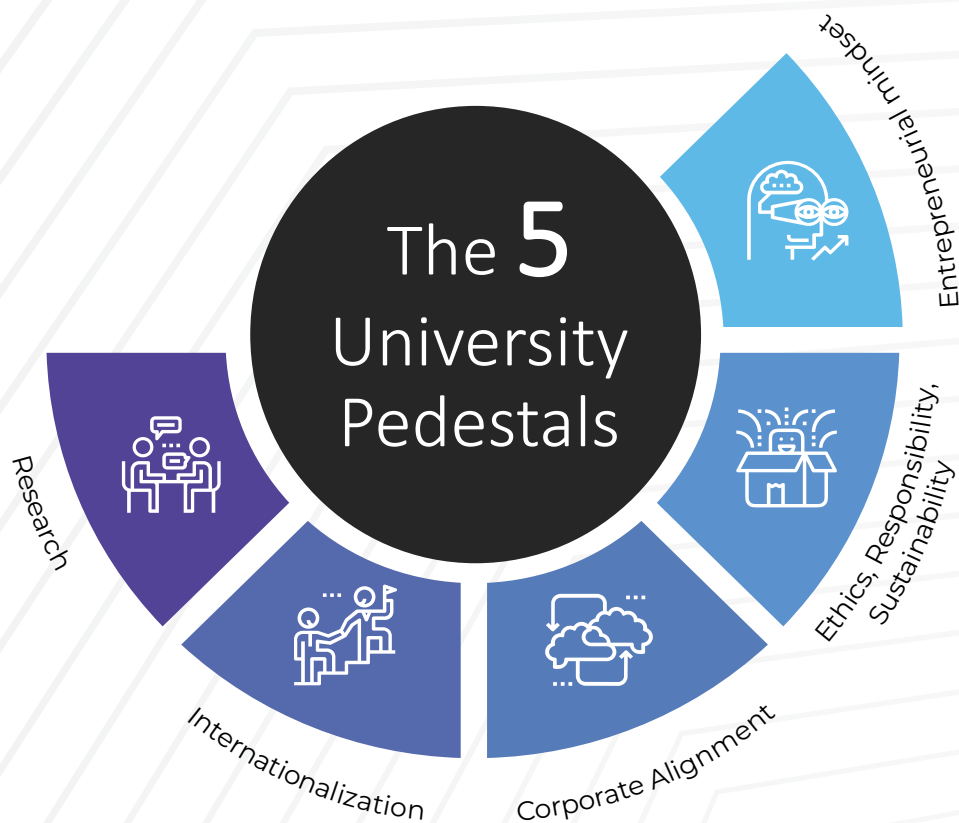 The 5
University
Pedestals
Entrepreneurial mindset
Ethics, Responsibility,
Sustainability
Corporate Alignment
Internationalization
Research